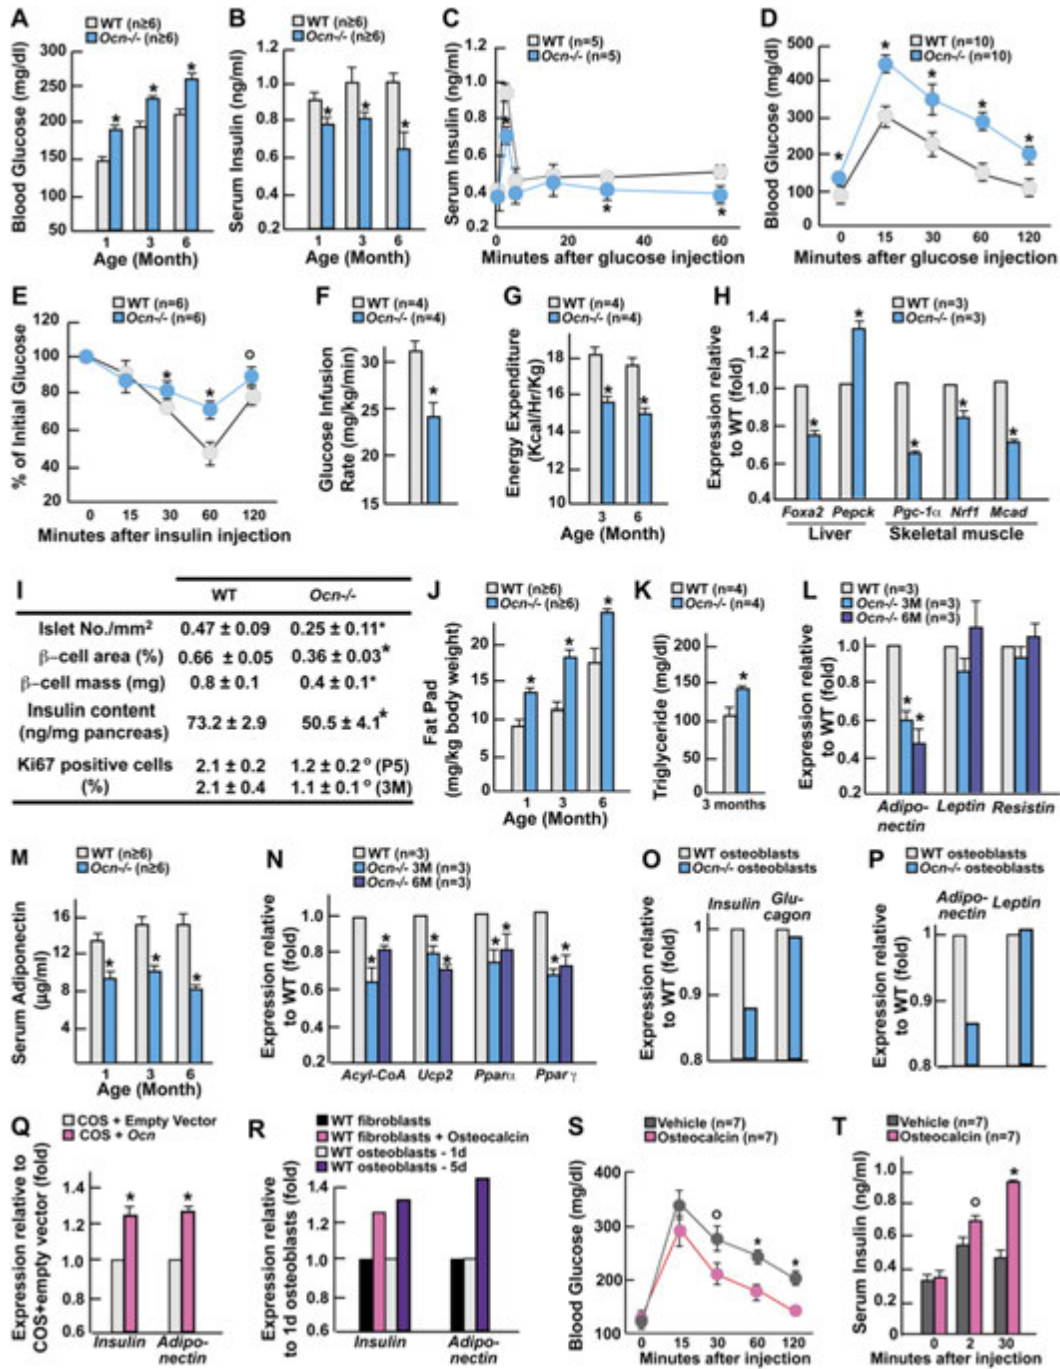 A
WT (n≥6)
Ocn-/- (n≥6)
Blood Glucose (mg/dl)
300
250
200
150
100
50
1 3 6
Age (Month)
B
WT (n≥6)
Ocn-/- (n≥6)
Serum Insulin (ng/ml)
1.2
1.0
0.8
0.6
0.4
0.2
1 3 6
Age (Month)
C
WT (n=5)
Ocn-/- (n=5)
Serum Insulin (ng/ml)
1.2
1.0
0.8
0.6
0.4
0.2
0 20 40 60
Minutes after glucose injection
D
WT (n=10)
Ocn-/- (n=10)
Blood Glucose (mg/dl)
500
400
300
200
100
0 15 30 60 120
Minutes after glucose injection
E
WT (n=6)
Ocn-/- (n=6)
% of Initial Glucose
120
100
80
60
40
20
0 15 30 60 120
Minutes after insulin injection
F
WT (n=4)
Ocn-/- (n=4)
Glucose Infusion
Rate (mg/kg/min)
30
25
20
15
G
WT (n=4)
Ocn-/- (n=4)
Energy Expenditure
(Kcal/Hr/Kg)
18
16
14
12
10
3 6
Age (Month)
H
WT (n=3)
Ocn-/- (n=3)
Expression relative
to WT (fold)
1.4
1.2
1.0
0.8
0.6
0.4
Foxa2 Pepck Pgc-1α Nrf1 Mcad
Liver Skeletal muscle
I
WT Ocn-/-
Islet No./mm² 0.47 ± 0.09 0.25 ± 0.11*
β–cell area (%) 0.66 ± 0.05 0.36 ± 0.03*
β–cell mass (mg) 0.8 ± 0.1 0.4 ± 0.1*
Insulin content
(ng/mg pancreas) 73.2 ± 2.9 50.5 ± 4.1*
Ki67 positive cells 2.1 ± 0.2 1.2 ± 0.2° (P5)
(%) 2.1 ± 0.4 1.1 ± 0.1° (3M)
J
WT (n≥6)
Ocn-/- (n≥6)
Fat Pad
(mg/kg body weight)
20
15
10
5
0
1 3 6
Age (Month)
K
WT (n=4)
Ocn-/- (n=4)
Triglyceride (mg/dl)
200
150
100
50
0
3 months
L
WT (n=3)
Ocn-/- 3M (n=3)
Ocn-/- 6M (n=3)
Expression relative
to WT (fold)
1.0
0.8
0.6
0.4
0.2
Adipo-
nectin
Leptin Resistin
M
WT (n≥6)
Ocn-/- (n≥6)
Serum Adiponectin
(μg/ml)
16
12
8
4
1 3 6
Age (Month)
N
WT (n=3)
Ocn-/- 3M (n=3)
Ocn-/- 6M (n=3)
Expression relative
to WT (fold)
1.0
0.8
0.6
0.4
0.2
Acyl-CoA Ucp2 Pparα Ppar γ
O
WT osteoblasts
Ocn-/- osteoblasts
Insulin Glu-
cagon
Expression relative
to WT (fold)
1
0.9
0.8
P
WT osteoblasts
Ocn-/- osteoblasts
Adipo-
nectin
Leptin
Expression relative
to WT (fold)
1
0.9
0.8
Q
COS + Empty Vector
COS + Ocn
Expression relative to
COS+empty vector (fold)
1.4
1.2
1.0
0.8
0.6
Insulin Adipo-
nectin
R
WT fibroblasts
WT fibroblasts + Osteocalcin
WT osteoblasts - 1d
WT osteoblasts - 5d
Expression relative
to 1d osteoblasts (fold)
1.4
1.2
1.0
0.8
0.6
Insulin Adipo-
nectin
S
Vehicle (n=7)
Osteocalcin (n=7)
Blood Glucose (mg/dl)
400
300
200
100
0 15 30 60 120
Minutes after injection
T
Vehicle (n=7)
Osteocalcin (n=7)
Serum Insulin (ng/ml)
1.0
0.8
0.6
0.4
0.2
0
0 2 30
Minutes after injection